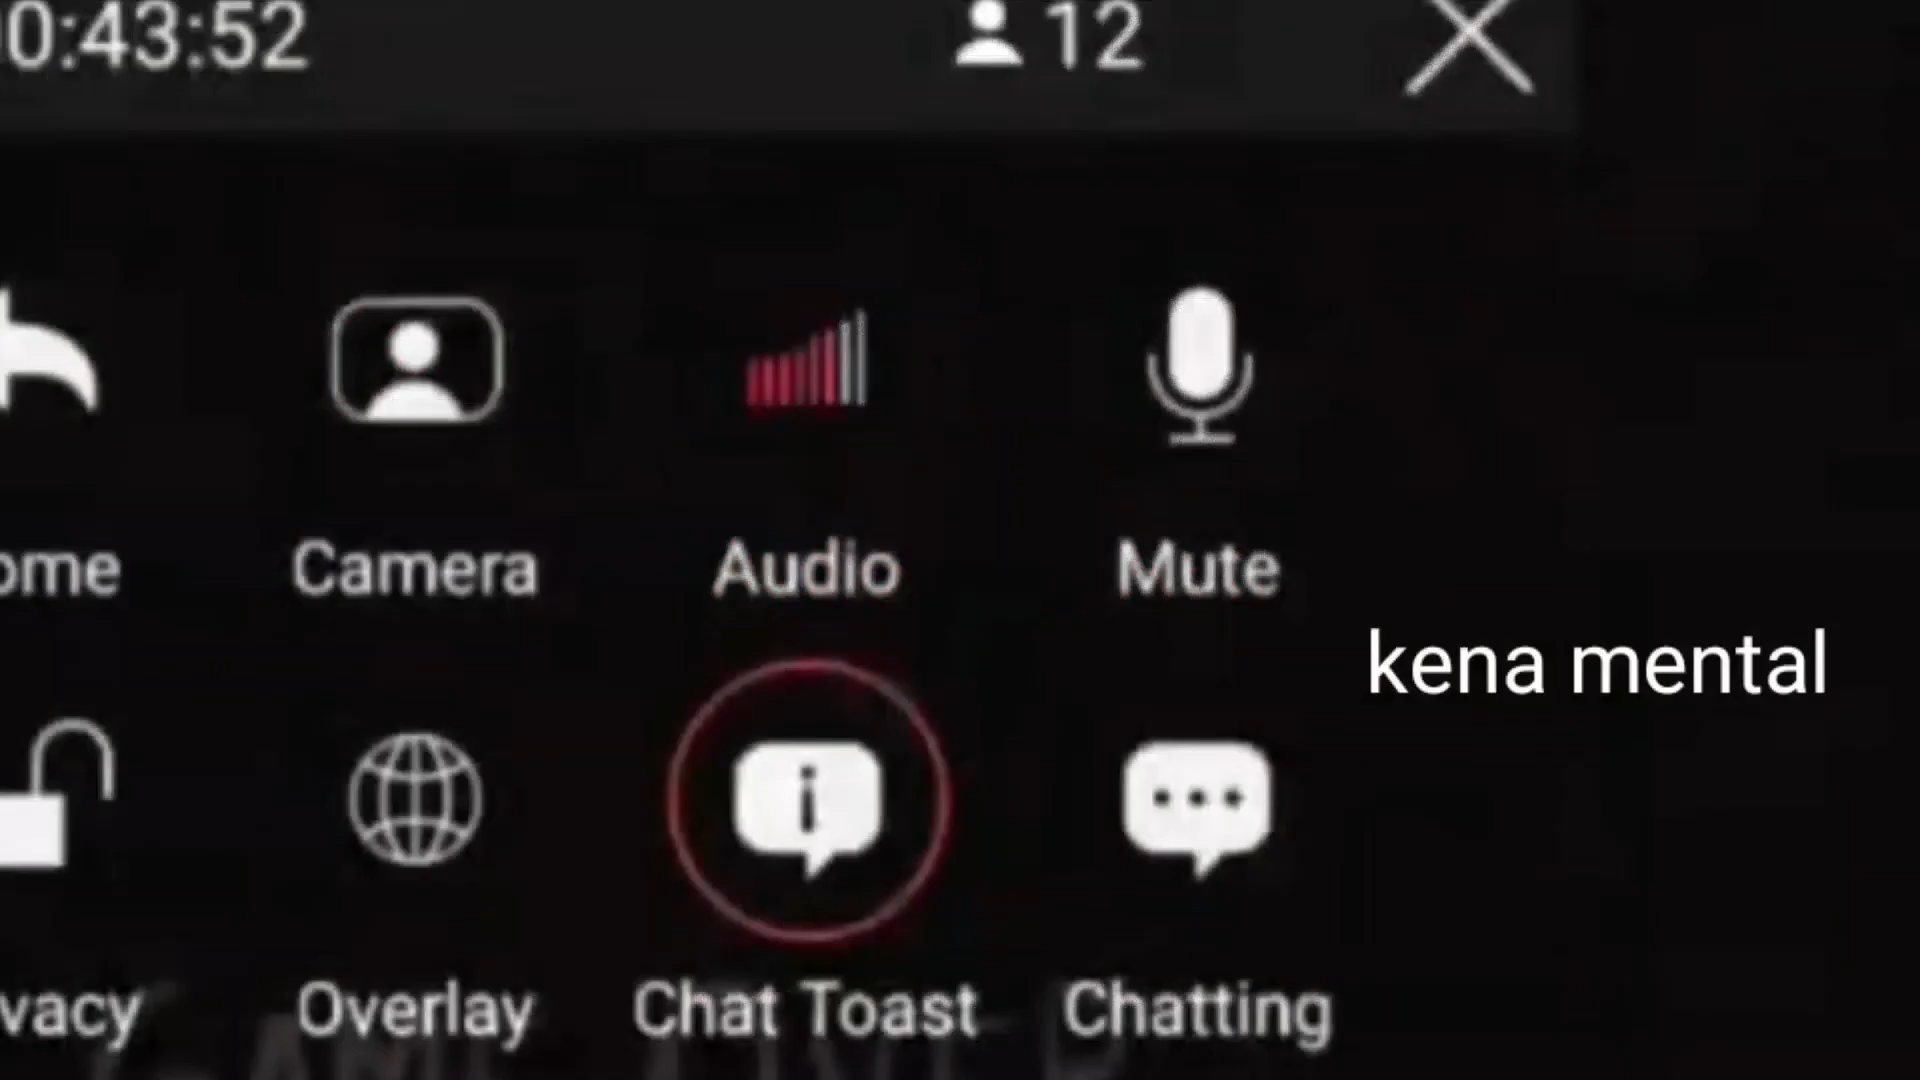 0:43:52 12
ome Camera Audio Mute
kena mental
vacy Overlay Chat Toast Chatting